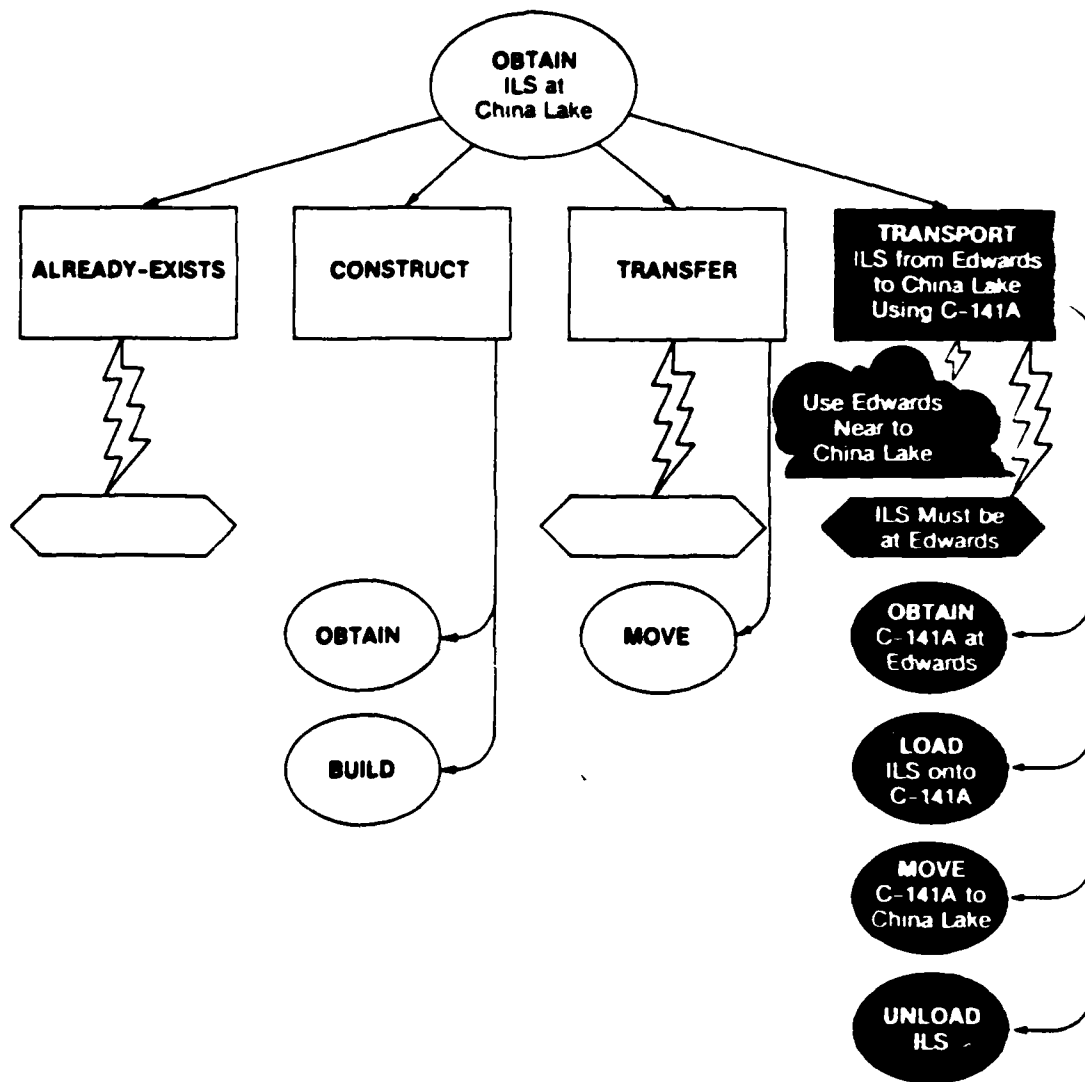 OBTAIN
ILS at
China Lake
ALREADY-EXISTS
CONSTRUCT
TRANSFER
TRANSPORT
ILS from Edwards
to China Lake
Using C-141A
Use Edwards
Near to
China Lake
ILS Must be
at Edwards
OBTAIN
MOVE
OBTAIN
C-141A at
Edwards
BUILD
LOAD
ILS onto
C-141A
MOVE
C-141A to
China Lake
UNLOAD
ILS